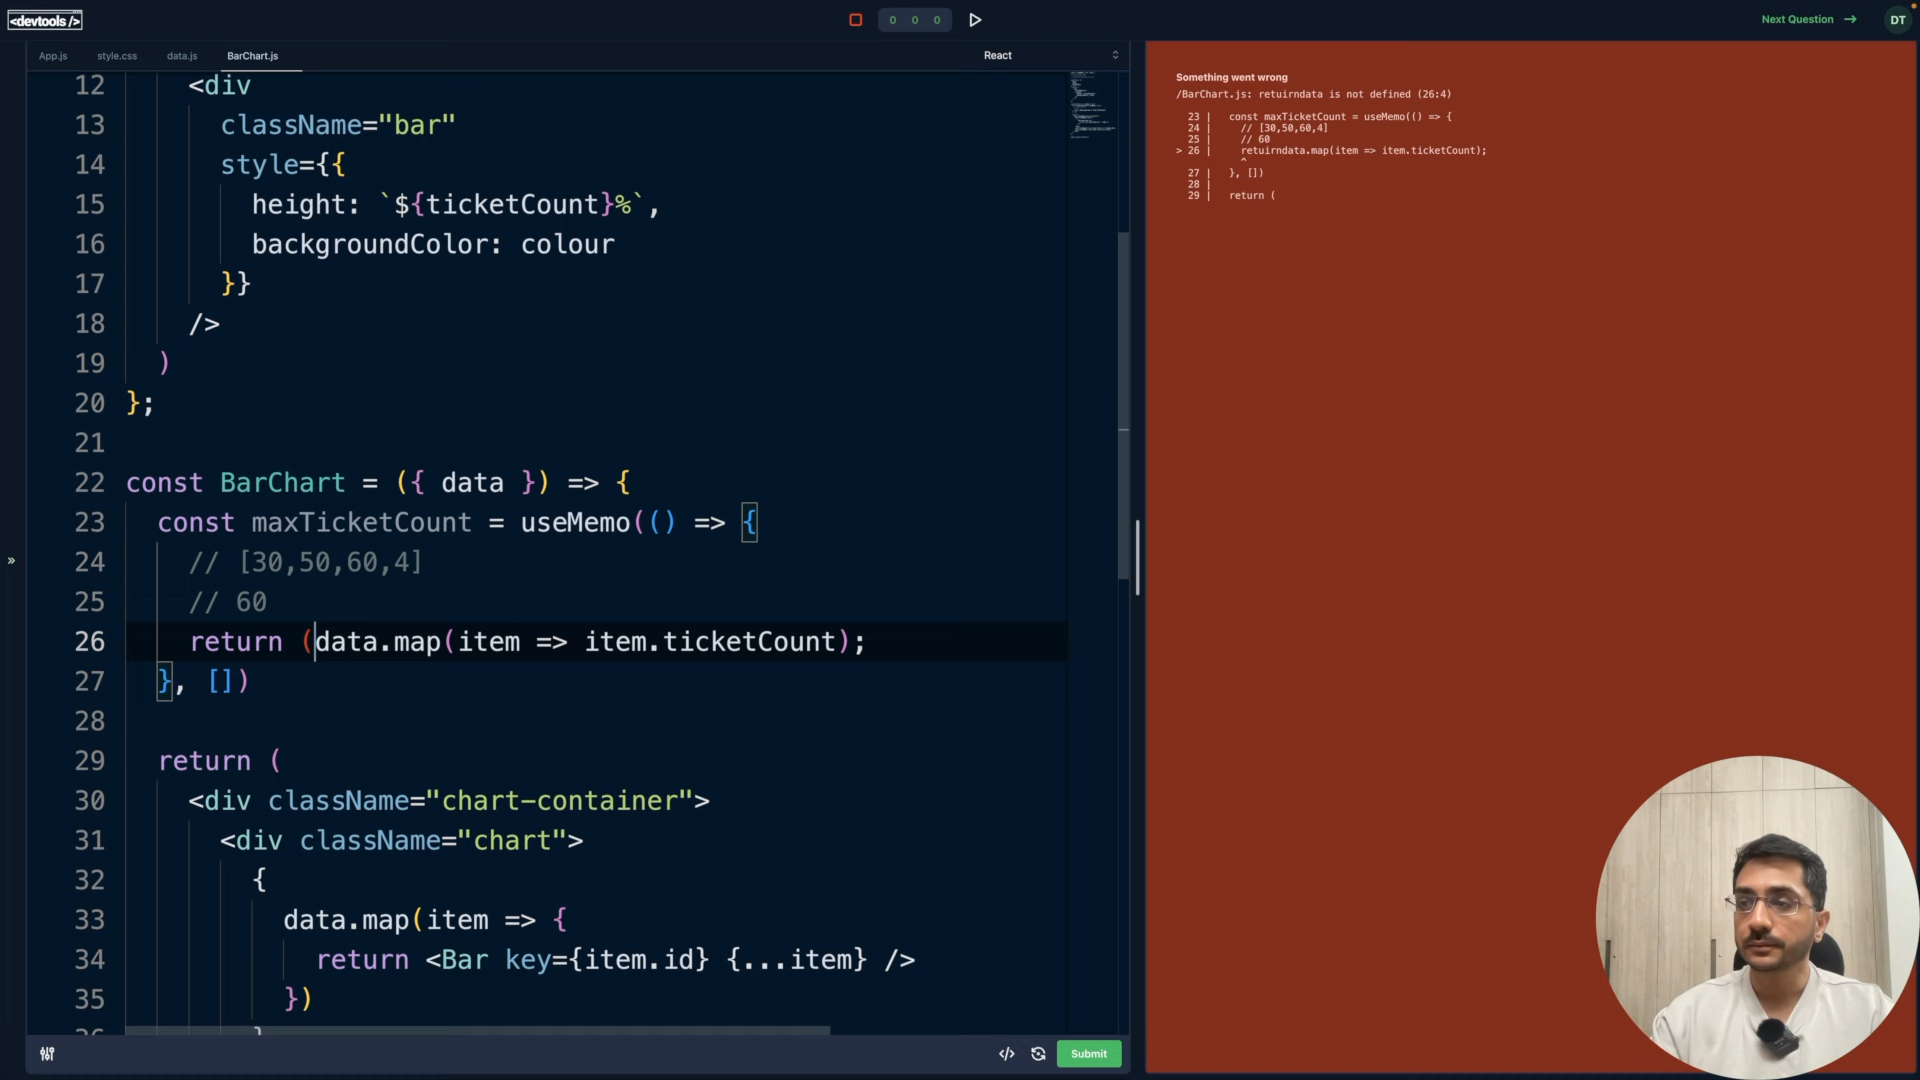 <devtools />
0 0 0
Next Question →
DT
App.js
style.css
data.js
BarChart.js
React
12 <div
13 className="bar"
14 style={{
15 height: `${ticketCount}%`,
16 backgroundColor: colour
17 }}
18 />
19 )
20 };
21
22 const BarChart = ({ data }) => {
23 const maxTicketCount = useMemo(() => {
24 // [30,50,60,4]
25 // 60
26 return (data.map(item => item.ticketCount);
27 }, [])
28
29 return (
30 <div className="chart-container">
31 <div className="chart">
32 {
33 data.map(item => {
34 return <Bar key={item.id} {...item} />
35 })
»
</>
Submit
Something went wrong
/BarChart.js: retuirndata is not defined (26:4)
23 | const maxTicketCount = useMemo(() => {
24 | // [30,50,60,4]
25 | // 60
> 26 | retuirndata.map(item => item.ticketCount);
^
27 | }, [])
28 |
29 | return (